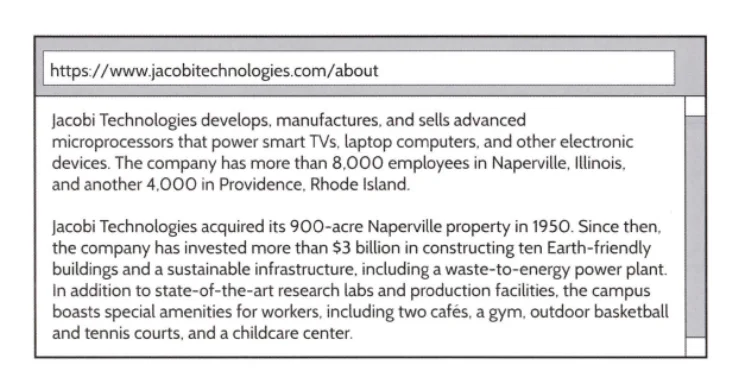 https://www.jacobitechnologies.com/about
Jacobi Technologies develops, manufactures, and sells advanced
microprocessors that power smart TVs, laptop computers, and other electronic
devices. The company has more than 8,000 employees in Naperville, Illinois,
and another 4,000 in Providence, Rhode Island.
Jacobi Technologies acquired its 900-acre Naperville property in 1950. Since then,
the company has invested more than $3 billion in constructing ten Earth-friendly
buildings and a sustainable infrastructure, including a waste-to-energy power plant.
In addition to state-of-the-art research labs and production facilities, the campus
boasts special amenities for workers, including two cafés, a gym, outdoor basketball
and tennis courts, and a childcare center.